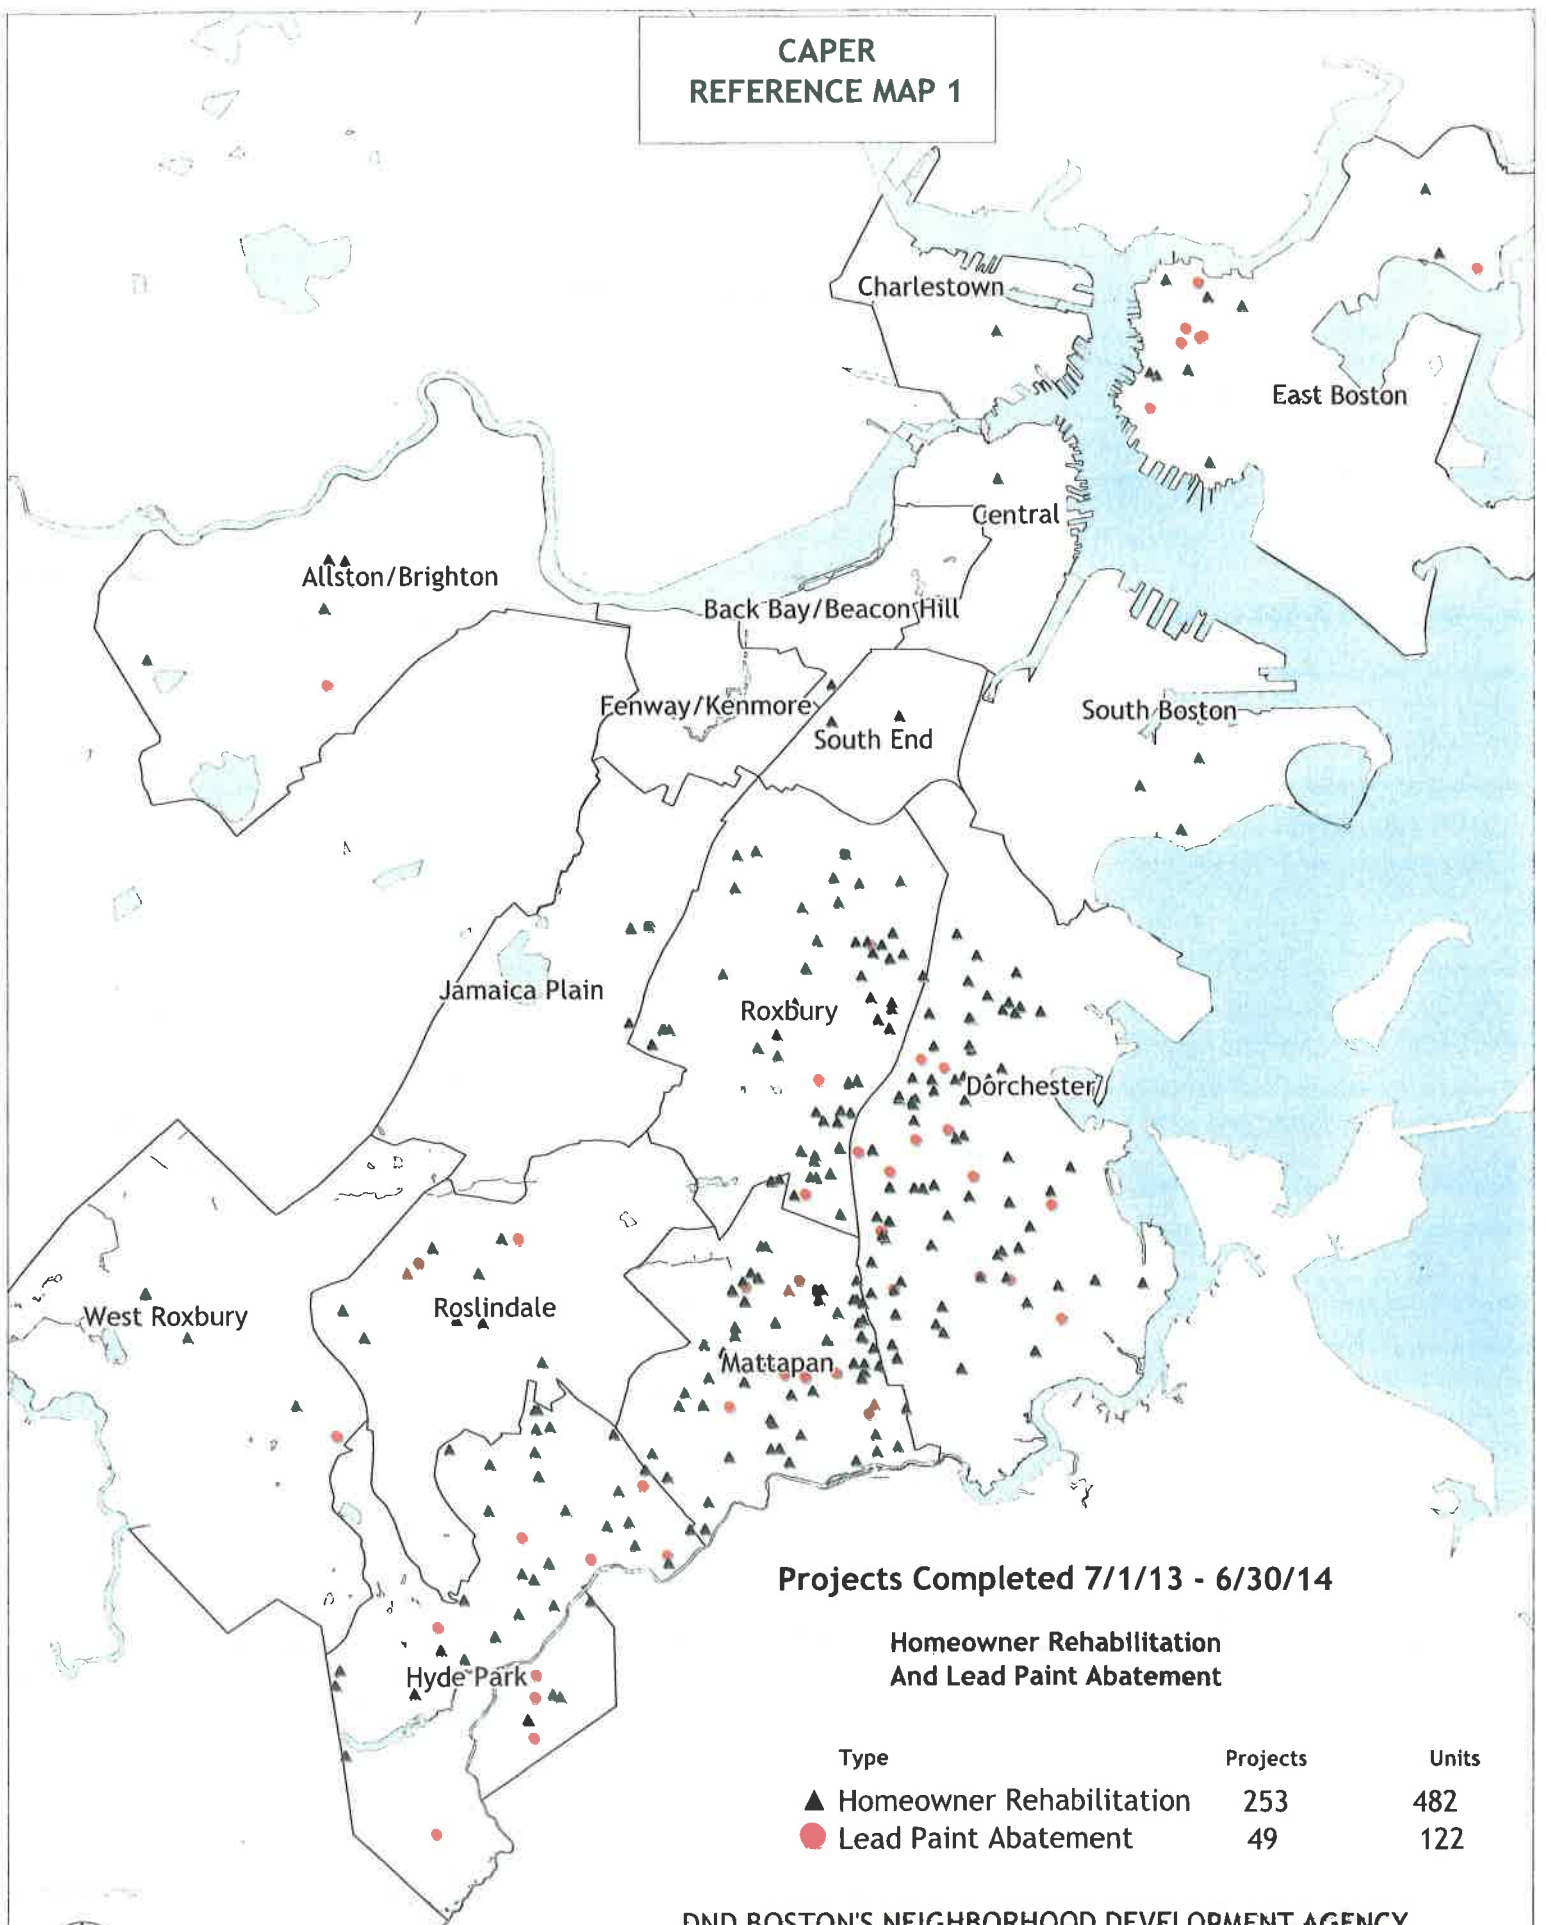 CAPER
REFERENCE MAP 1
Charlestown
East Boston
Central
Allston/Brighton
Back Bay/Beacon Hill
Fenway/Kenmore
South End
South Boston
Jamaica Plain
Roxbury
Dorchester
West Roxbury
Roslindale
Mattapan
Hyde Park
Projects Completed 7/1/13 - 6/30/14
Homeowner Rehabilitation
And Lead Paint Abatement
Type Projects Units
Homeowner Rehabilitation 253 482
Lead Paint Abatement 49 122
DND BOSTON'S NEIGHBORHOOD DEVELOPMENT AGENCY